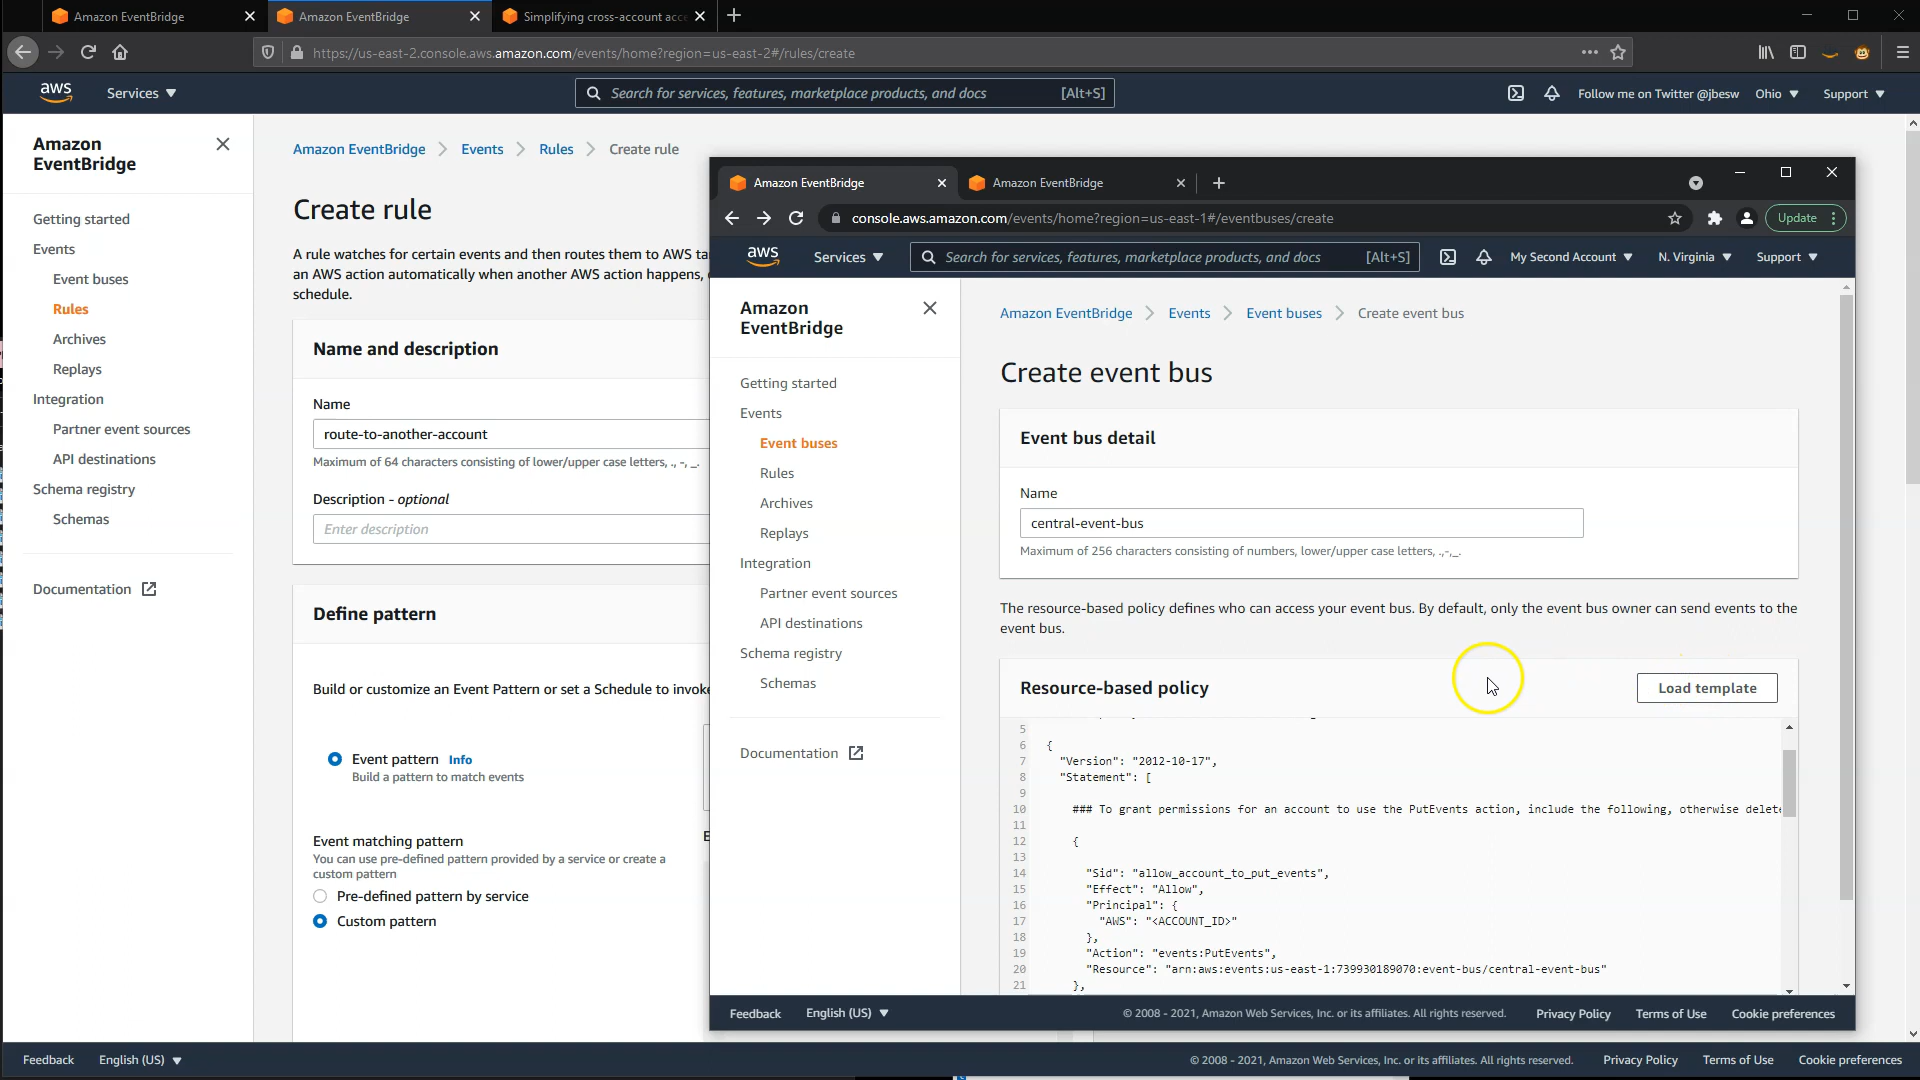 Amazon EventBridge
Amazon EventBridge
Simplifying cross-account acc
https://us-east-2.console.aws.amazon.com/events/home?region=us-east-2#/rules/create
aws
Services
Search for services, features, marketplace products, and docs
[Alt+S]
Follow me on Twitter @jbesw
Ohio
Support
Amazon
EventBridge
Getting started
Events
Event buses
Rules
Archives
Replays
Integration
Partner event sources
API destinations
Schema registry
Schemas
Documentation
Amazon EventBridge
Events
Rules
Create rule
Create rule
A rule watches for certain events and then routes them to AWS ta
an AWS action automatically when another AWS action happens,
schedule.
Name and description
Name
route-to-another-account
Maximum of 64 characters consisting of lower/upper case letters, ., -, _.
Description - optional
Enter description
Define pattern
Build or customize an Event Pattern or set a Schedule to invoke
Event pattern Info
Build a pattern to match events
Event matching pattern
You can use pre-defined pattern provided by a service or create a
custom pattern
Pre-defined pattern by service
Custom pattern
Amazon EventBridge
Amazon EventBridge
Update
console.aws.amazon.com/events/home?region=us-east-1#/eventbuses/create
aws
Services
Search for services, features, marketplace products, and docs
[Alt+S]
My Second Account
N. Virginia
Support
Amazon
EventBridge
Getting started
Events
Event buses
Rules
Archives
Replays
Integration
Partner event sources
API destinations
Schema registry
Schemas
Documentation
Amazon EventBridge
Events
Event buses
Create event bus
Create event bus
Event bus detail
Name
central-event-bus
Maximum of 256 characters consisting of numbers, lower/upper case letters, .,-,_.
The resource-based policy defines who can access your event bus. By default, only the event bus owner can send events to the
event bus.
Resource-based policy
Load template
5
6 {
7 "Version": "2012-10-17",
8 "Statement": [
9
10 ### To grant permissions for an account to use the PutEvents action, include the following, otherwise delete
11
12 {
13
14 "Sid": "allow_account_to_put_events",
15 "Effect": "Allow",
16 "Principal": {
17 "AWS": "<ACCOUNT_ID>"
18 },
19 "Action": "events:PutEvents",
20 "Resource": "arn:aws:events:us-east-1:739930189070:event-bus/central-event-bus"
21 },
Feedback
English (US)
© 2008 - 2021, Amazon Web Services, Inc. or its affiliates. All rights reserved.
Privacy Policy
Terms of Use
Cookie preferences
Feedback
English (US)
© 2008 - 2021, Amazon Web Services, Inc. or its affiliates. All rights reserved.
Privacy Policy
Terms of Use
Cookie preferences